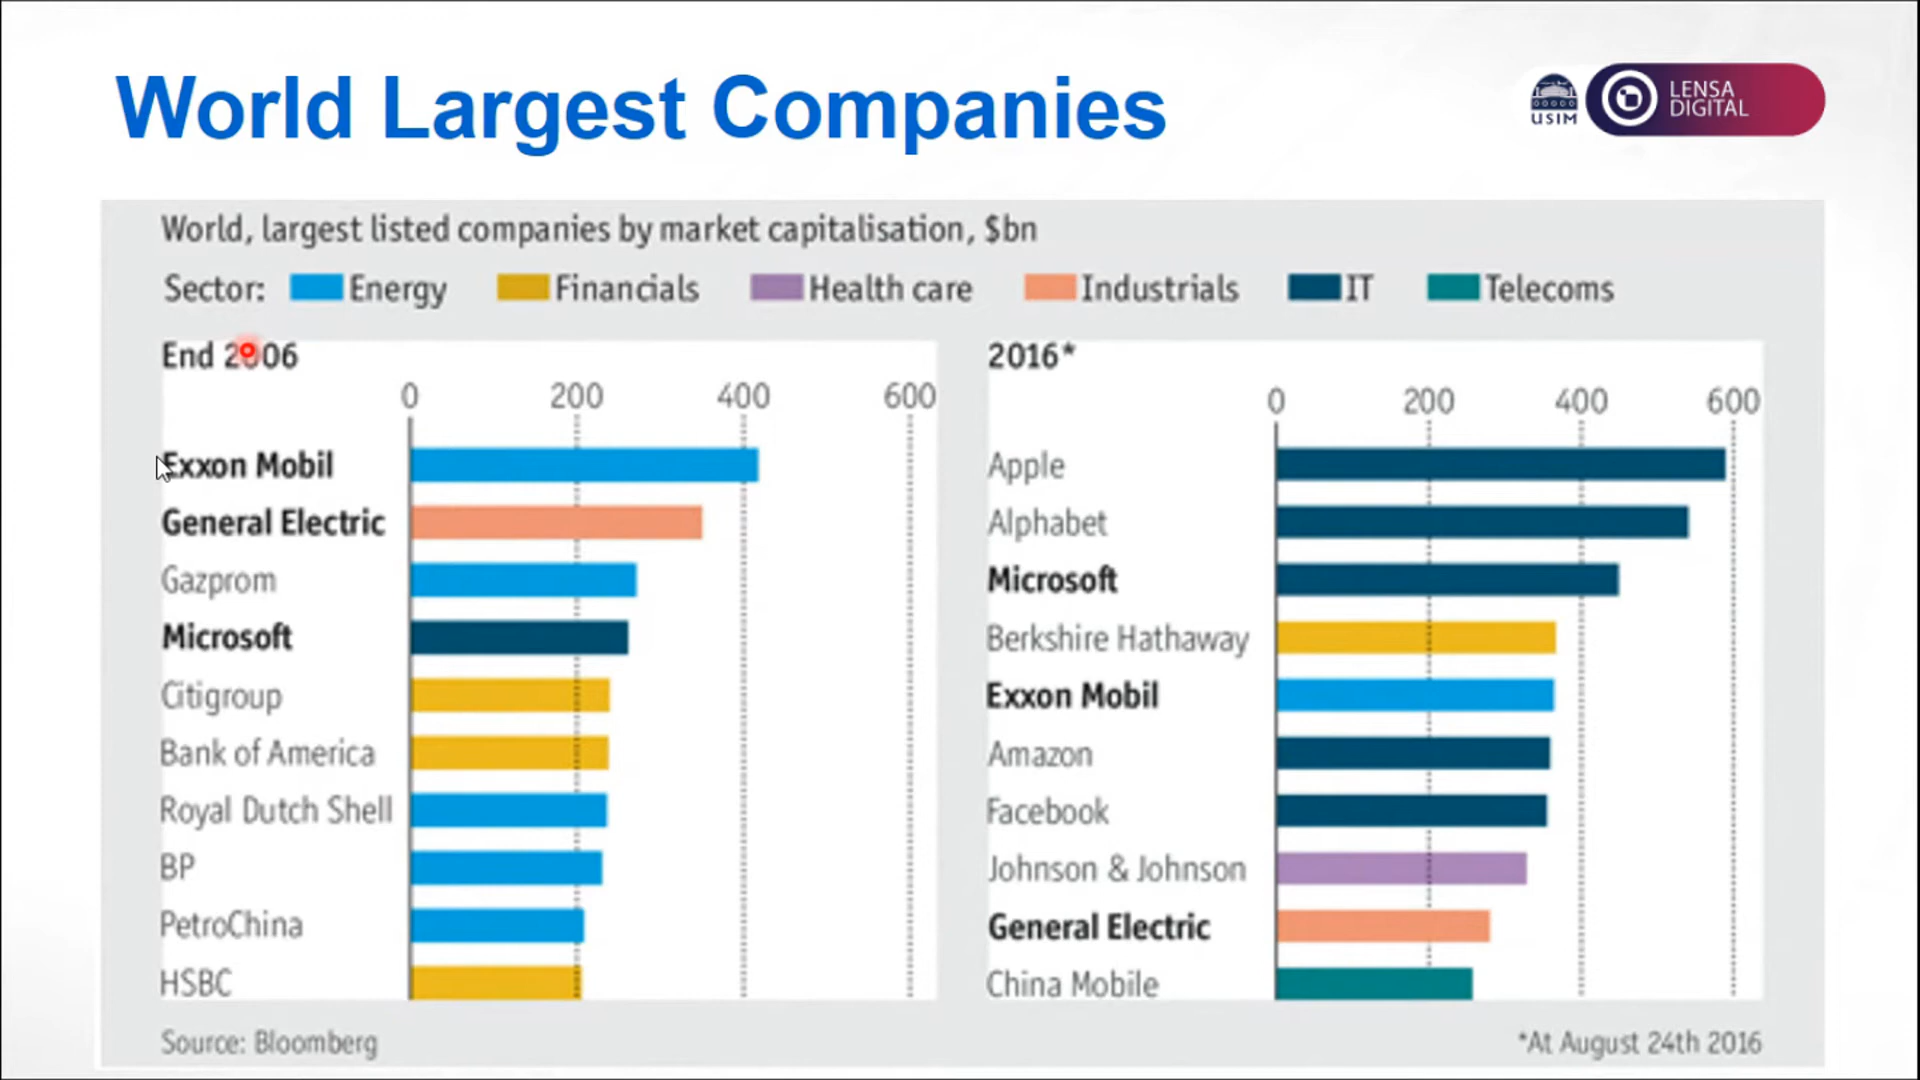 World Largest Companies
USIM
LENSA
DIGITAL
World, largest listed companies by market capitalisation, $bn
Sector: Energy Financials Health care Industrials IT Telecoms
End 2006
0 200 400 600
Exxon Mobil
General Electric
Gazprom
Microsoft
Citigroup
Bank of America
Royal Dutch Shell
BP
PetroChina
HSBC
Source: Bloomberg
2016*
0 200 400 600
Apple
Alphabet
Microsoft
Berkshire Hathaway
Exxon Mobil
Amazon
Facebook
Johnson & Johnson
General Electric
China Mobile
*At August 24th 2016